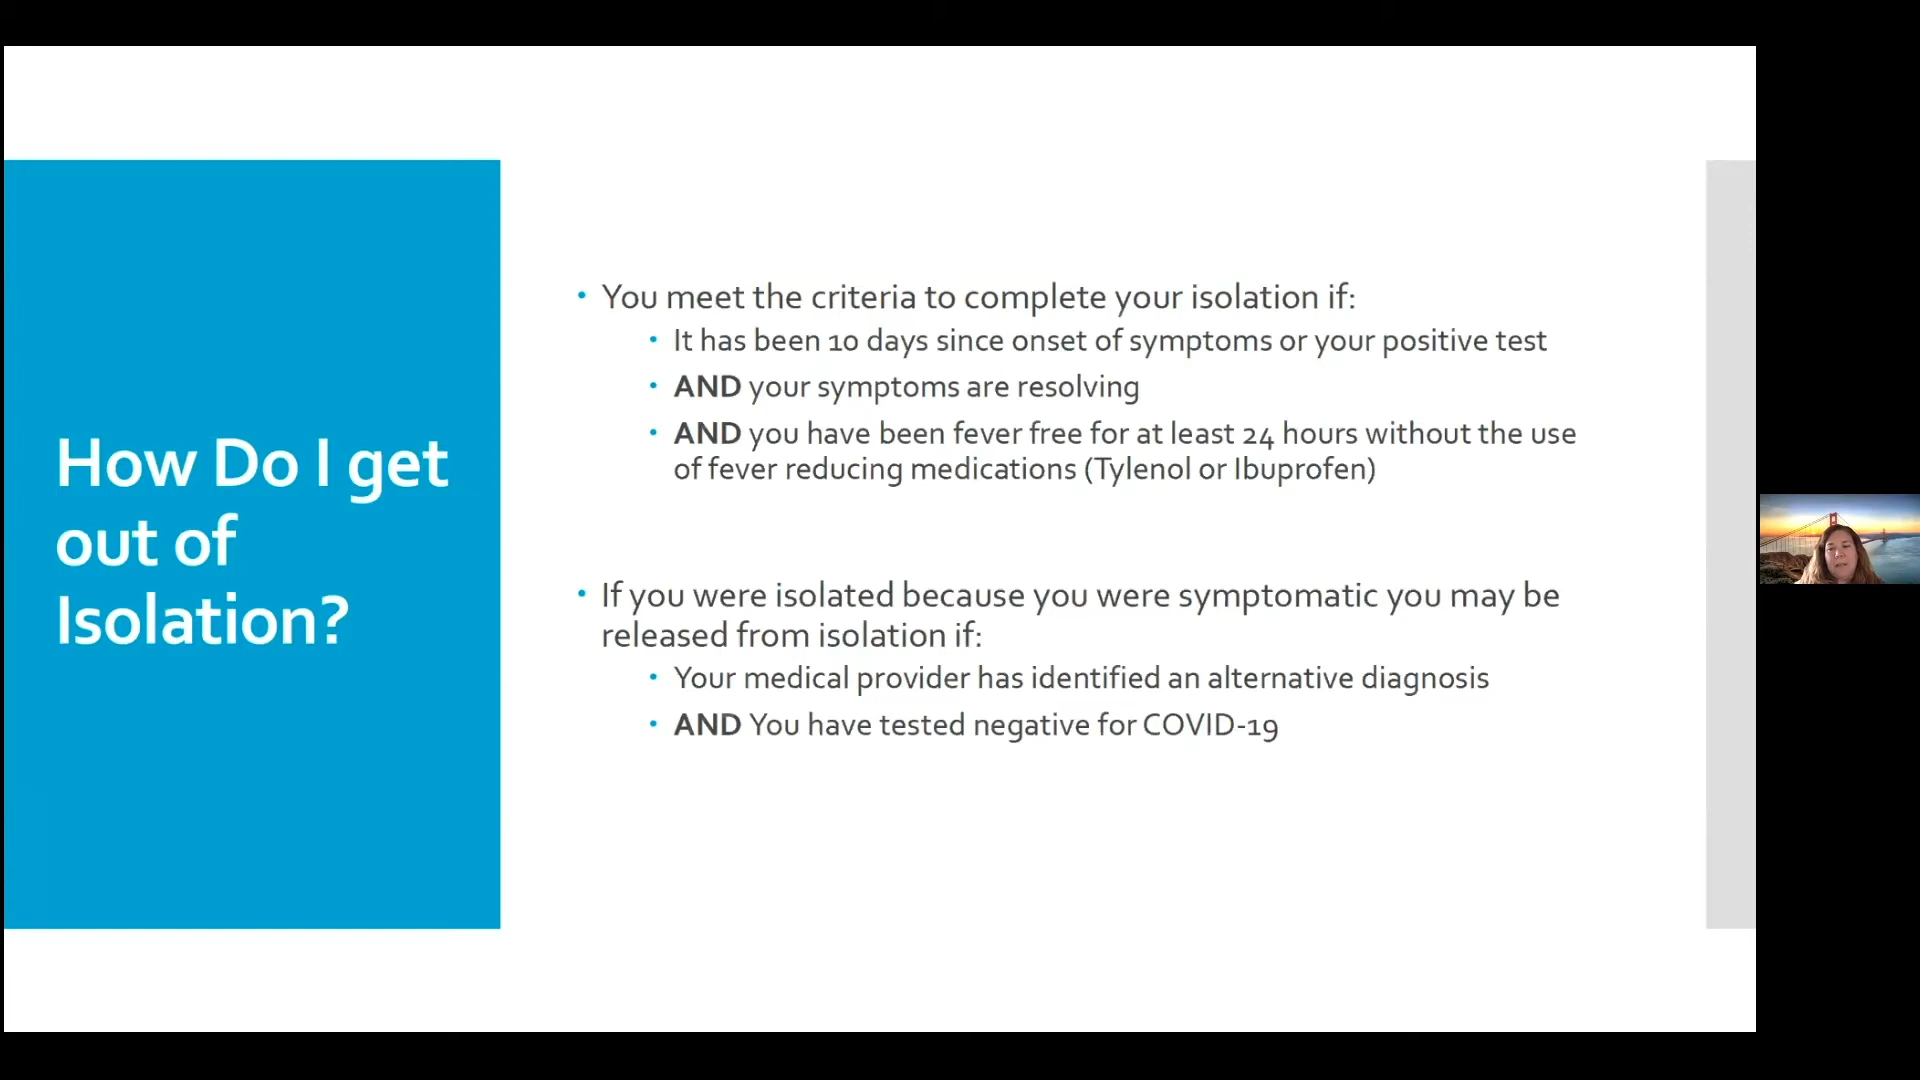 How Do I get
out of
Isolation?
• You meet the criteria to complete your isolation if:
• It has been 10 days since onset of symptoms or your positive test
• AND your symptoms are resolving
• AND you have been fever free for at least 24 hours without the use
of fever reducing medications (Tylenol or Ibuprofen)
• If you were isolated because you were symptomatic you may be
released from isolation if:
• Your medical provider has identified an alternative diagnosis
• AND You have tested negative for COVID-19